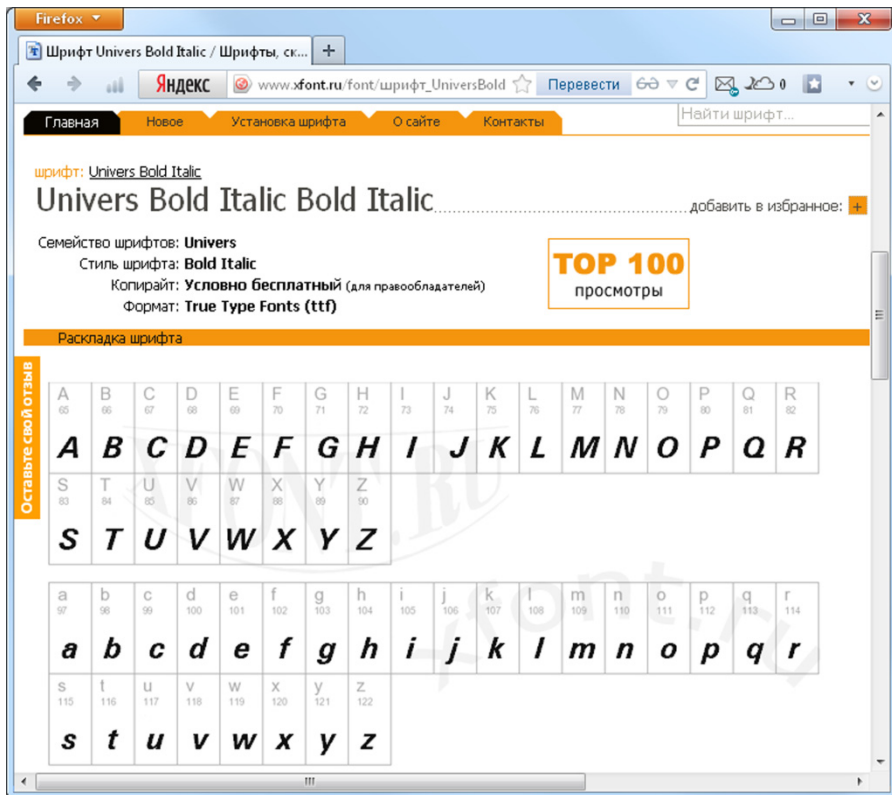 Firefox
Шрифт Univers Bold Italic / Шрифты, ск...
Яндекс www.xfont.ru/font/шрифт_UniversBold Перевести 0
Главная Новое Установка шрифта О сайте Контакты Найти шрифт...
шрифт: Univers Bold Italic
Univers Bold Italic Bold Italic добавить в избранное: +
Семейство шрифтов: Univers
Стиль шрифта: Bold Italic
Копирайт: Условно бесплатный (для правообладателей)
Формат: True Type Fonts (ttf)
TOP 100
просмотры
Раскладка шрифта
Оставьте свой отзыв
A B C D E F G H I J K L M N O P Q R
65 66 67 68 69 70 71 72 73 74 75 76 77 78 79 80 81 82
A B C D E F G H I J K L M N O P Q R
S T U V W X Y Z
83 84 85 86 87 88 89 90
S T U V W X Y Z
a b c d e f g h i j k l m n o p q r
97 98 99 100 101 102 103 104 105 106 107 108 109 110 111 112 113 114
a b c d e f g h i j k l m n o p q r
s t u v w x y z
115 116 117 118 119 120 121 122
s t u v w x y z
XFONT.RU
xfont.ru